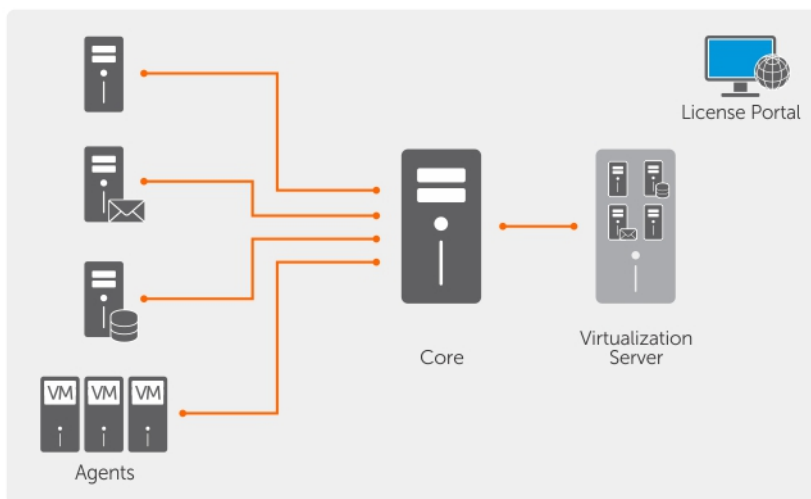 License Portal
Core
Virtualization
Server
VM VM VM
Agents